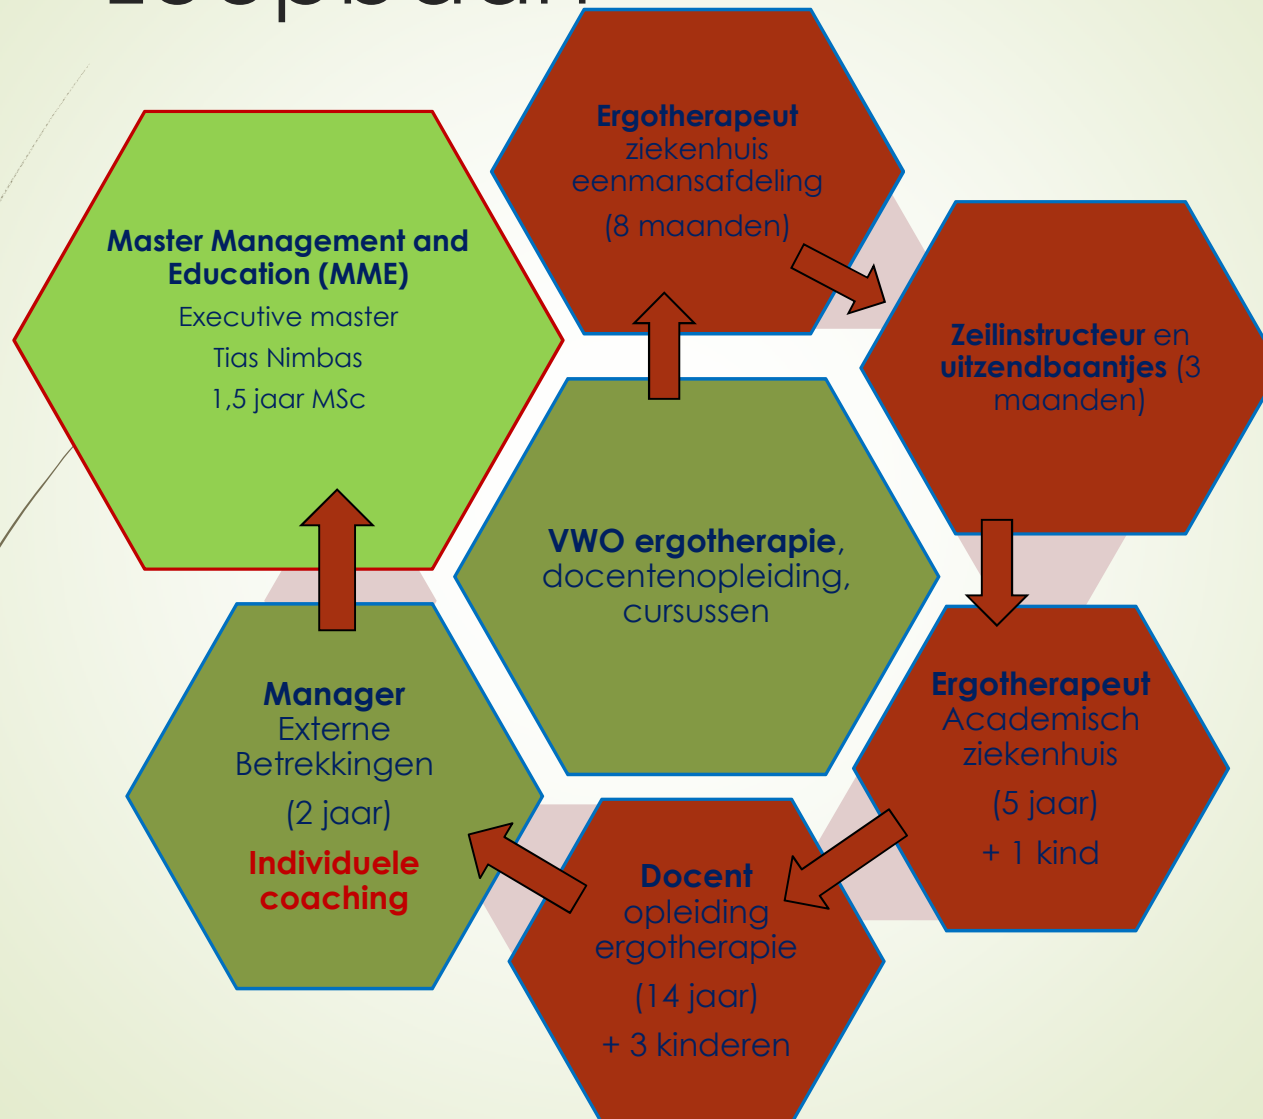 Loopbaan
Ergotherapeut
ziekenhuis
eenmansafdeling
(8 maanden)
Master Management and
Education (MME)
Executive master
Tias Nimbas
1,5 jaar MSc
Zeilinstructeur en
uitzendbaantjes (3
maanden)
VWO ergotherapie,
docentenopleiding,
cursussen
Ergotherapeut
Academisch
ziekenhuis
(5 jaar)
+ 1 kind
Manager
Externe
Betrekkingen
(2 jaar)
Individuele
coaching
Docent
opleiding
ergotherapie
(14 jaar)
+ 3 kinderen